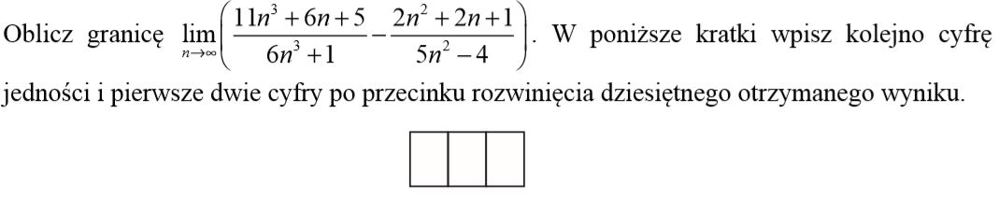 Oblicz granicę $\lim_{n\to\infty}\left(\frac{11n^3+6n+5}{6n^3+1}-\frac{2n^2+2n+1}{5n^2-4}\right)$. W poniższe kratki wpisz kolejno cyfrę
jedności i pierwsze dwie cyfry po przecinku rozwinięcia dziesiętnego otrzymanego wyniku.